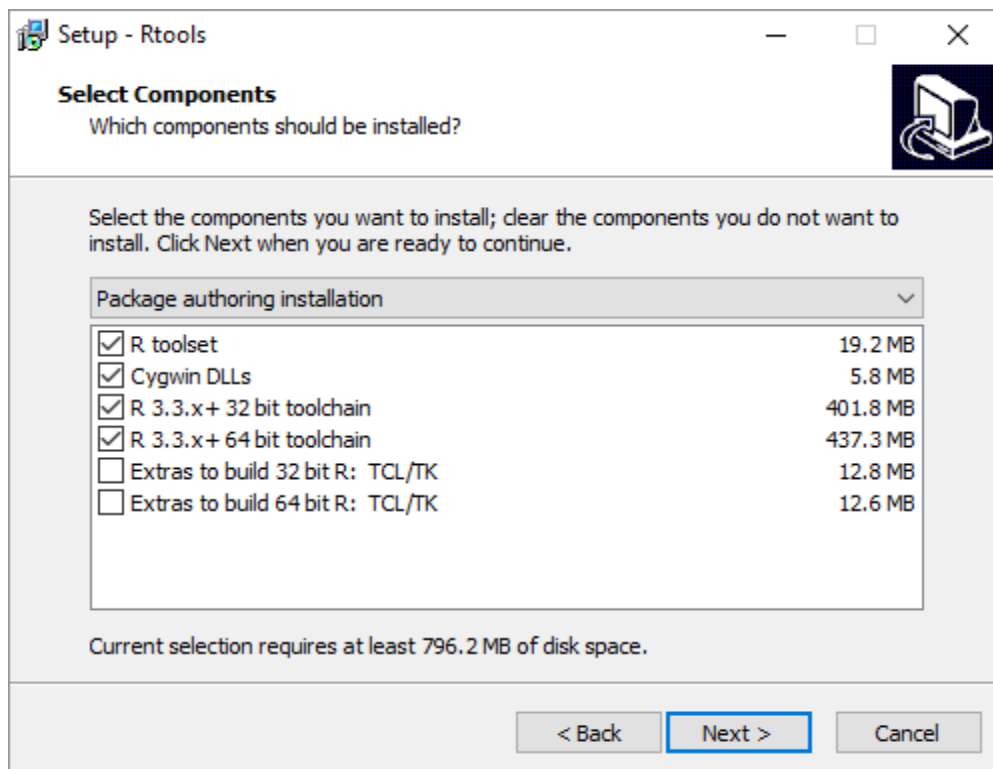 Setup - Rtools
Select Components
Which components should be installed?
Select the components you want to install; clear the components you do not want to
install. Click Next when you are ready to continue.
Package authoring installation
R toolset 19.2 MB
Cygwin DLLs 5.8 MB
R 3.3.x+ 32 bit toolchain 401.8 MB
R 3.3.x+ 64 bit toolchain 437.3 MB
Extras to build 32 bit R: TCL/TK 12.8 MB
Extras to build 64 bit R: TCL/TK 12.6 MB
Current selection requires at least 796.2 MB of disk space.
< Back Next > Cancel